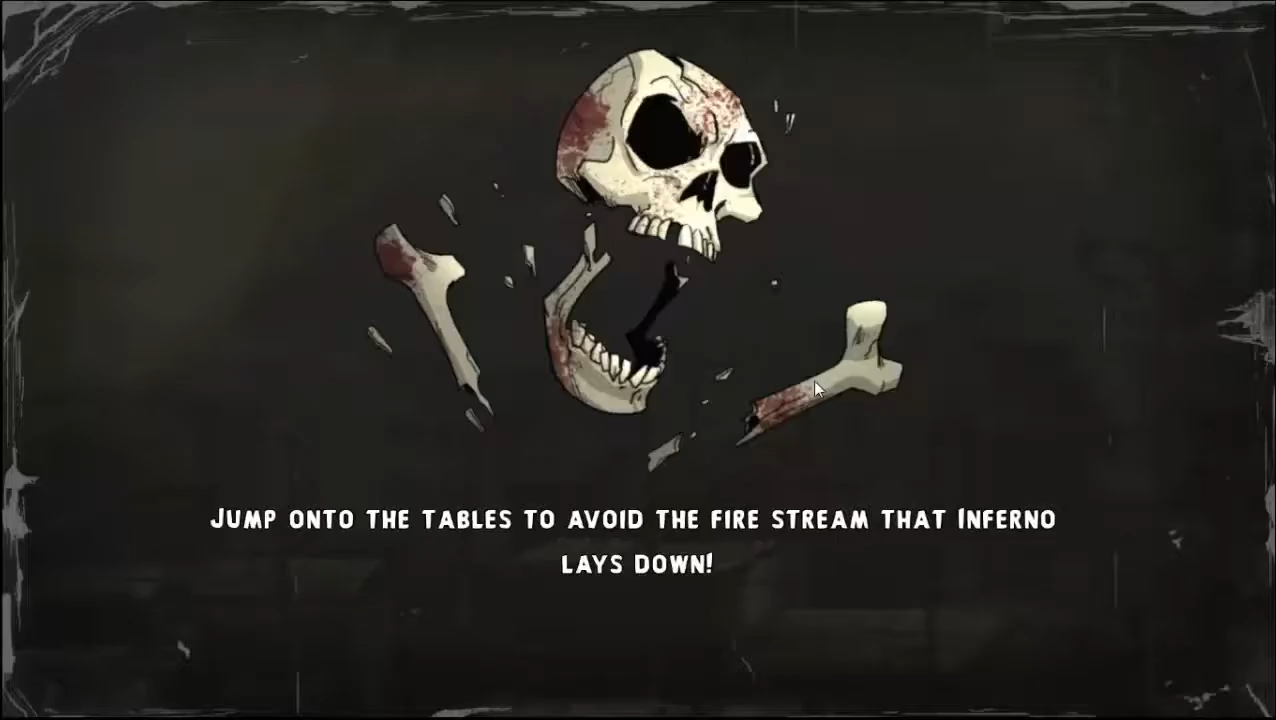 Jump onto the tables to avoid the fire stream that Inferno
lays down!